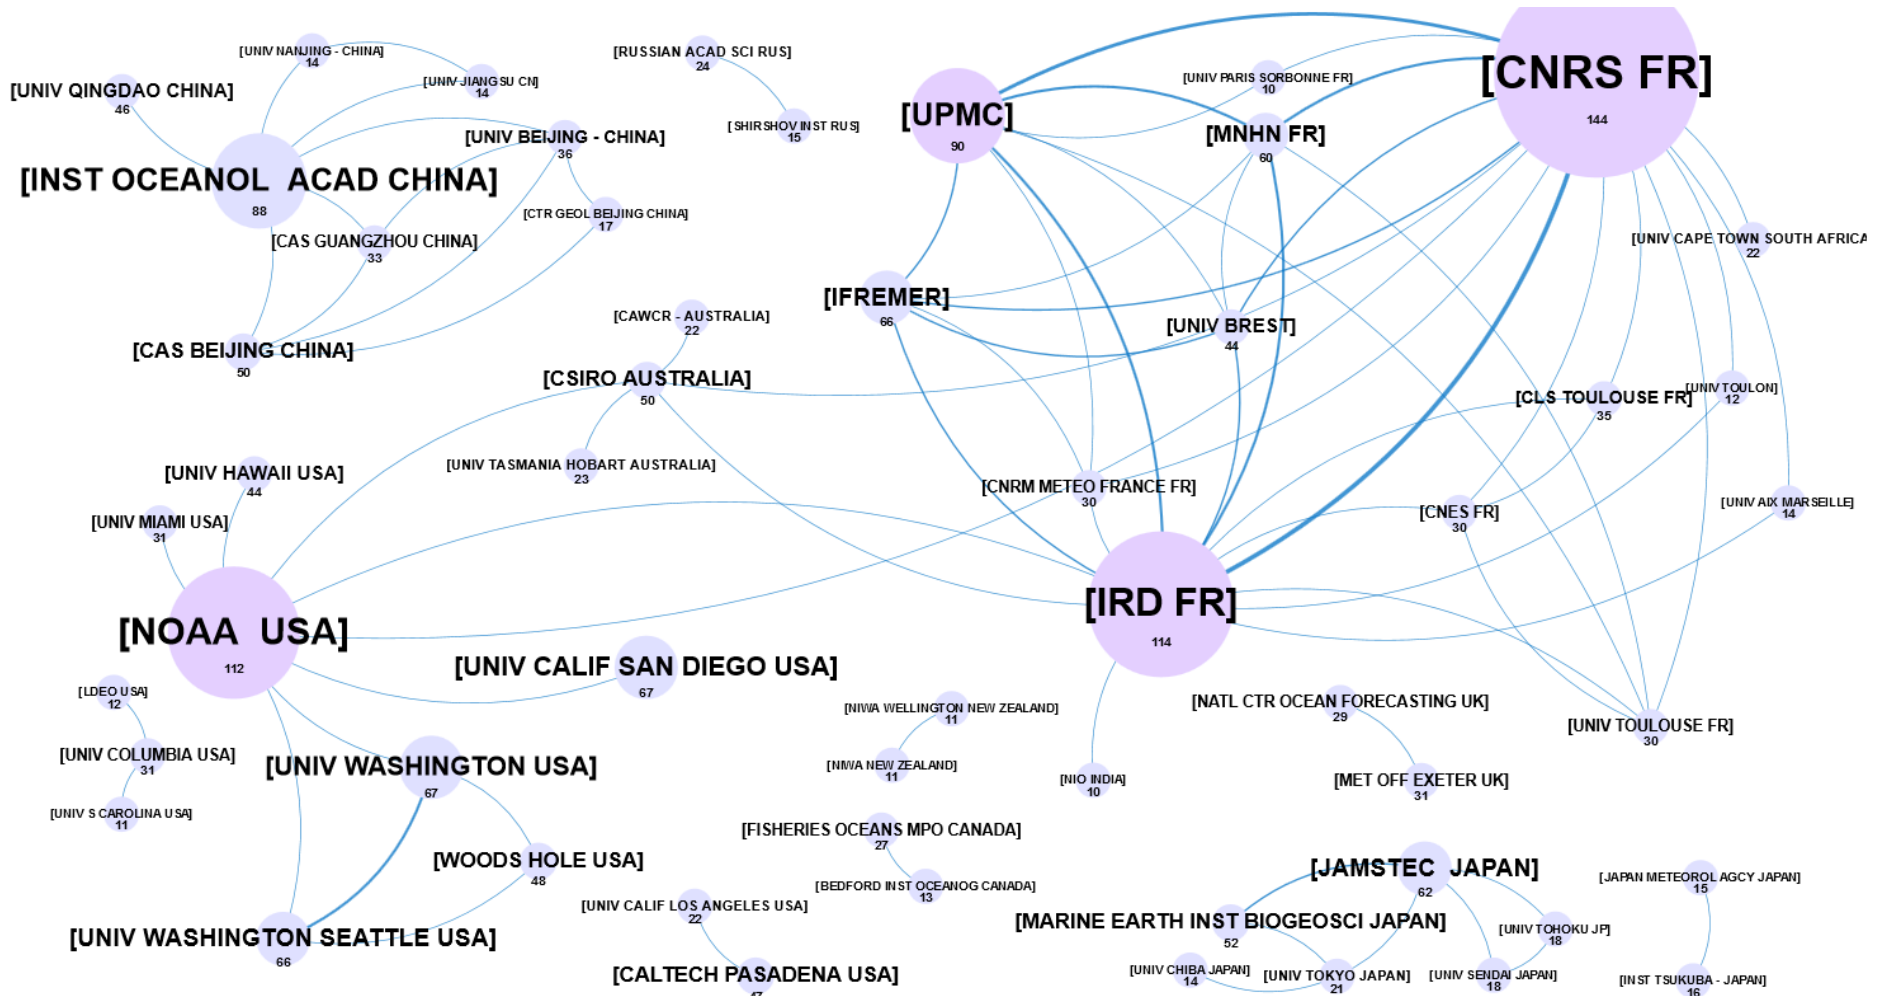 [UNIV NANJING - CHINA]
14
[UNIV QINGDAO CHINA]
46
[UNIV JIANGSU CN]
14
[UNIV BEIJING - CHINA]
36
[INST OCEANOL ACAD CHINA]
88
[CTR GEOL BEIJING CHINA]
17
[CAS GUANGZHOU CHINA]
33
[CAS BEIJING CHINA]
50
[RUSSIAN ACAD SCI RUS]
24
[SHIRSHOV INST RUS]
15
[UPMC]
90
[UNIV PARIS SORBONNE FR]
10
[MNHN FR]
60
[CNRS FR]
144
[UNIV CAPE TOWN SOUTH AFRICA
22
[IFREMER]
66
[UNIV BREST]
44
[CAWCR - AUSTRALIA]
22
[CSIRO AUSTRALIA]
50
[UNIV TASMANIA HOBART AUSTRALIA]
23
[CLS TOULOUSE FR]
35
[UNIV TOULON]
12
[CNRM METEO FRANCE FR]
30
[CNES FR]
30
[UNIV AIX MARSEILLE]
14
[UNIV HAWAII USA]
44
[UNIV MIAMI USA]
31
[NOAA USA]
112
[IRD FR]
114
[UNIV CALIF SAN DIEGO USA]
67
[LDEO USA]
12
[UNIV COLUMBIA USA]
31
[UNIV S CAROLINA USA]
11
[UNIV WASHINGTON USA]
67
[WOODS HOLE USA]
48
[UNIV WASHINGTON SEATTLE USA]
66
[NIWA WELLINGTON NEW ZEALAND]
11
[NIWA NEW ZEALAND]
11
[NIO INDIA]
10
[NATL CTR OCEAN FORECASTING UK]
29
[MET OFF EXETER UK]
31
[UNIV TOULOUSE FR]
30
[FISHERIES OCEANS MPO CANADA]
27
[BEDFORD INST OCEANOG CANADA]
13
[UNIV CALIF LOS ANGELES USA]
22
[CALTECH PASADENA USA]
47
[JAMSTEC JAPAN]
62
[MARINE EARTH INST BIOGEOSCI JAPAN]
52
[UNIV TOHOKU JP]
18
[UNIV CHIBA JAPAN]
14
[UNIV TOKYO JAPAN]
21
[UNIV SENDAI JAPAN]
18
[JAPAN METEOROL AGCY JAPAN]
15
[INST TSUKUBA - JAPAN]
16